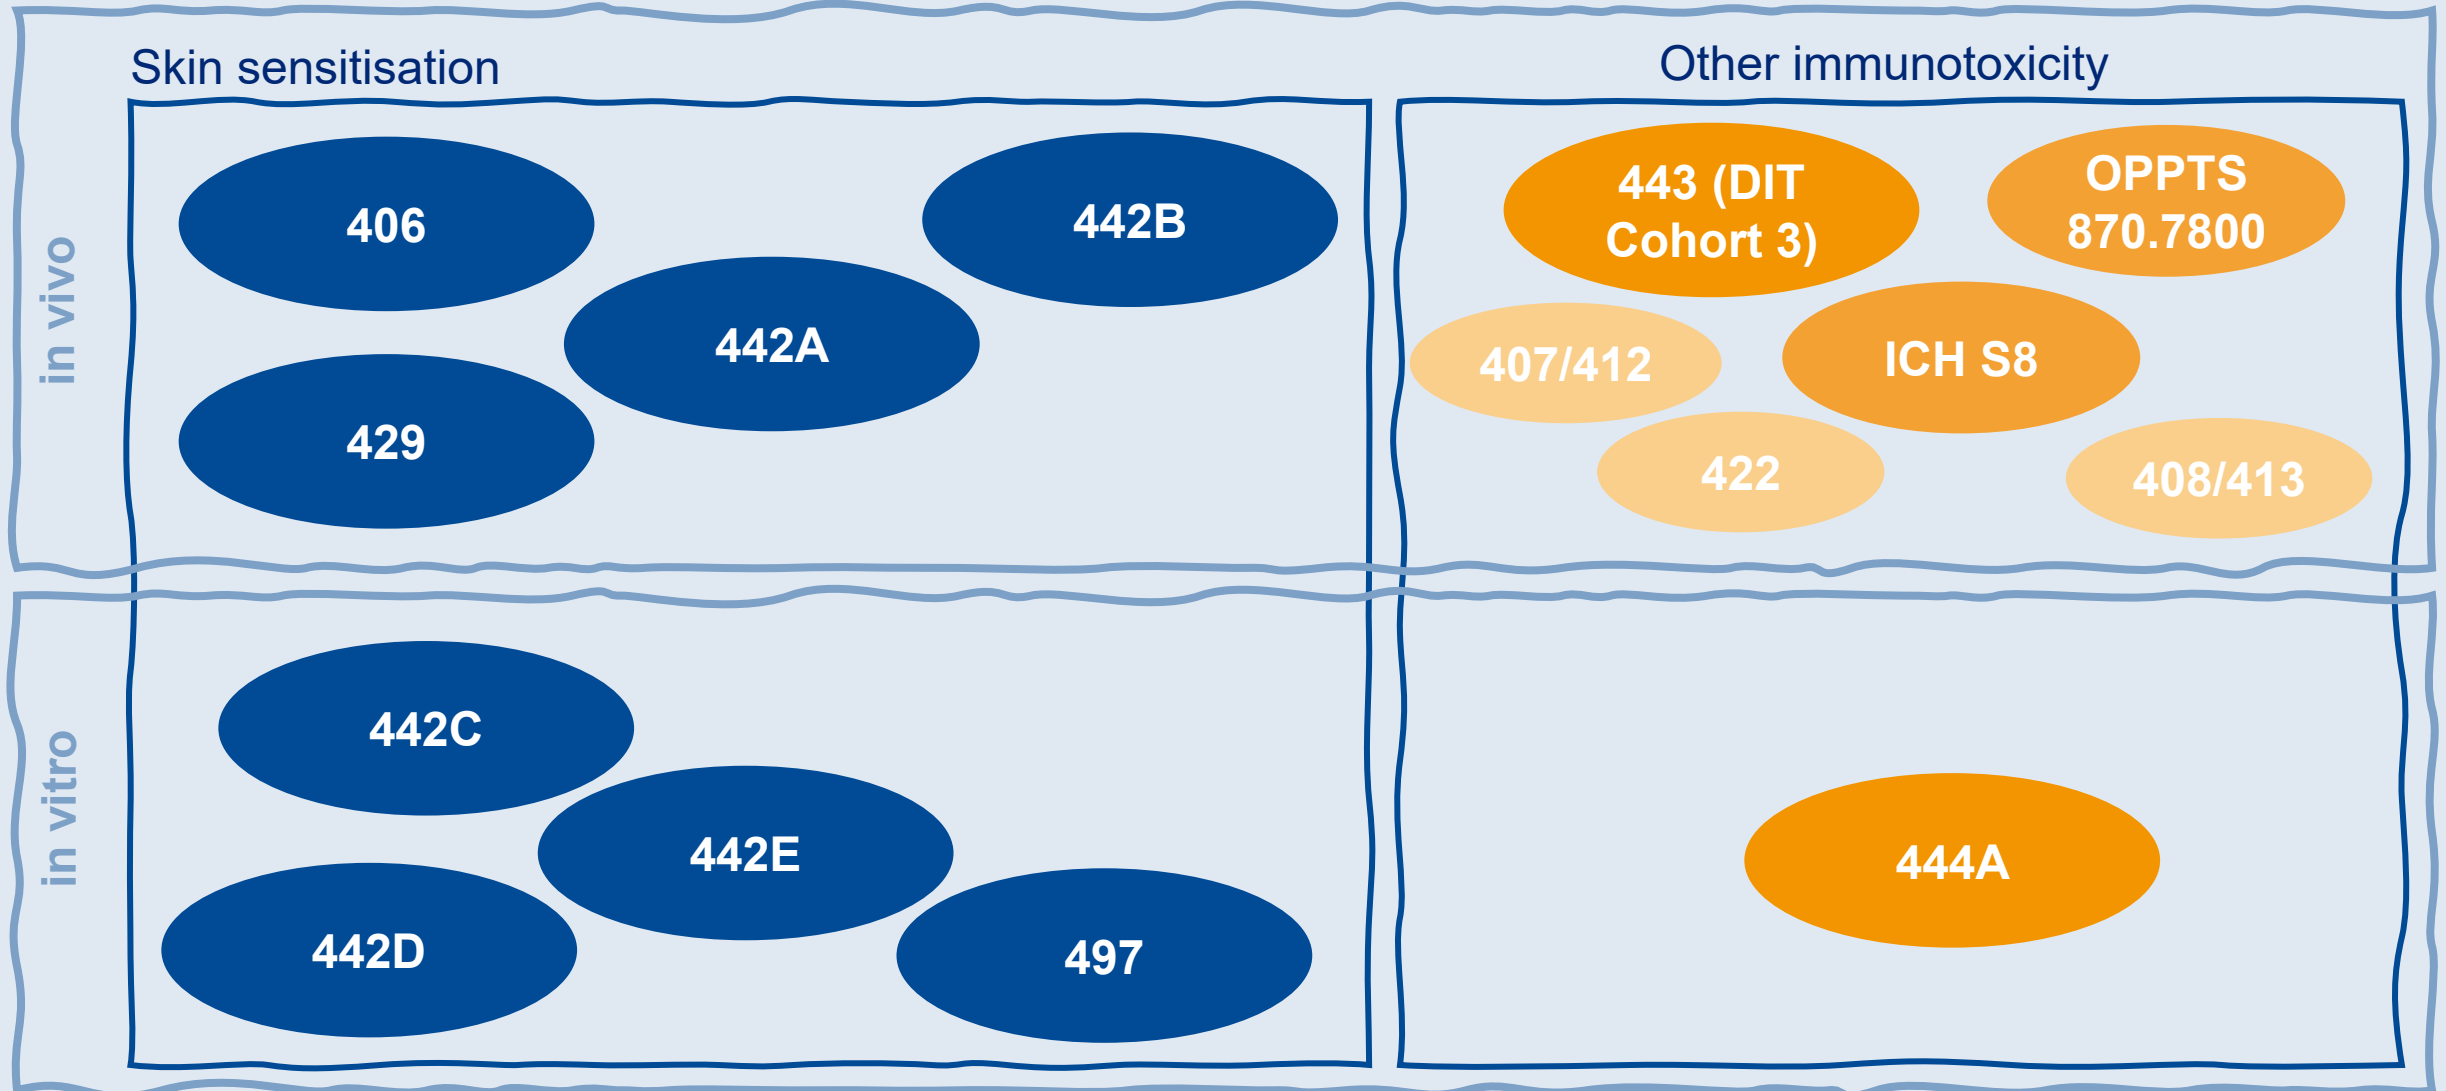 Skin sensitisation
Other immunotoxicity
in vivo
406
442B
442A
429
443 (DIT
Cohort 3)
OPPTS
870.7800
407/412
ICH S8
422
408/413
in vitro
442C
442E
442D
497
444A